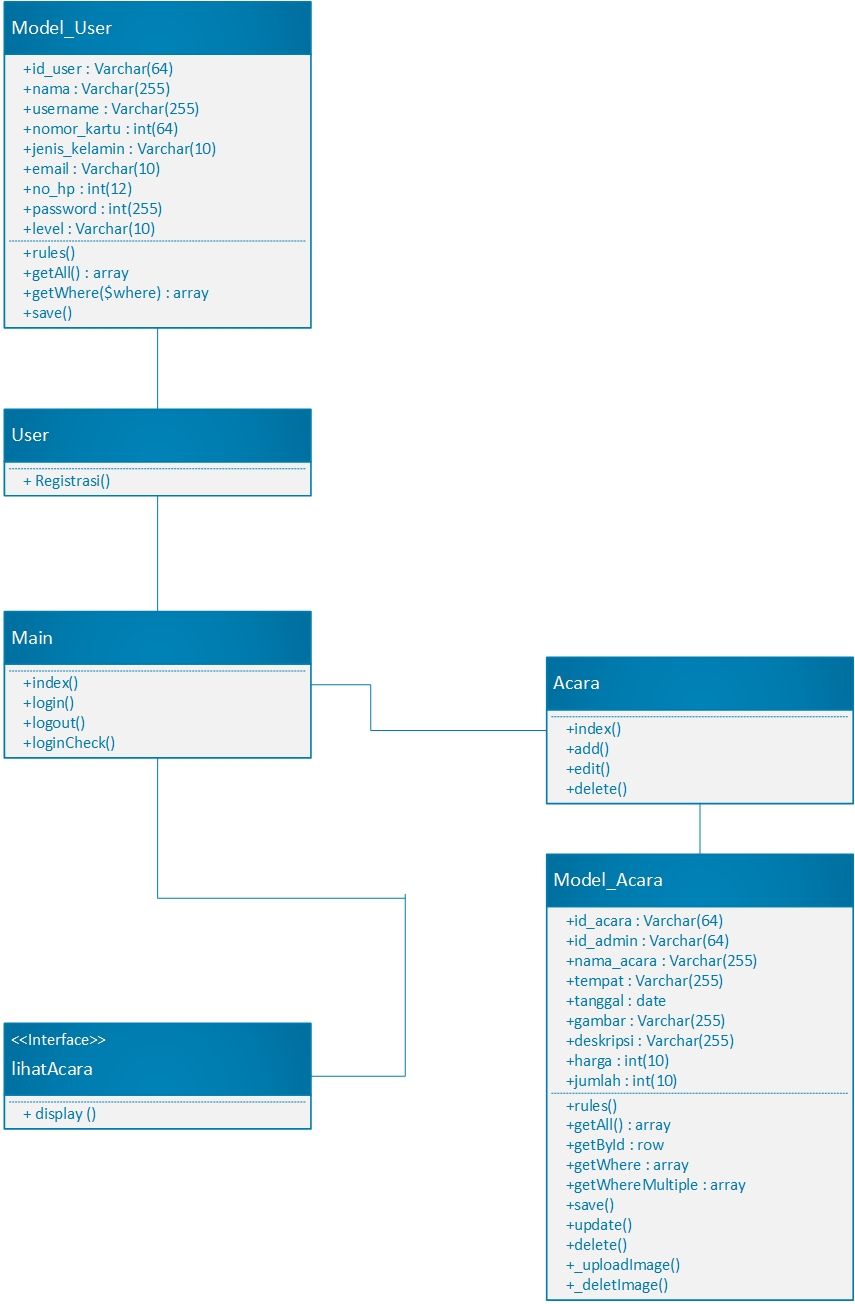 Model_User
+id_user : Varchar(64)
+nama : Varchar(255)
+username : Varchar(255)
+nomor_kartu : int(64)
+jenis_kelamin : Varchar(10)
+email : Varchar(10)
+no_hp : int(12)
+password : int(255)
+level : Varchar(10)
+rules()
+getAll() : array
+getWhere($where) : array
+save()
User
+ Registrasi()
Main
+index()
+login()
+logout()
+loginCheck()
Acara
+index()
+add()
+edit()
+delete()
Model_Acara
+id_acara : Varchar(64)
+id_admin : Varchar(64)
+nama_acara : Varchar(255)
+tempat : Varchar(255)
+tanggal : date
+gambar : Varchar(255)
+deskripsi : Varchar(255)
+harga : int(10)
+jumlah : int(10)
+rules()
+getAll() : array
+getById : row
+getWhere : array
+getWhereMultiple : array
+save()
+update()
+delete()
+_uploadImage()
+_deletImage()
<<Interface>>
lihatAcara
+ display ()